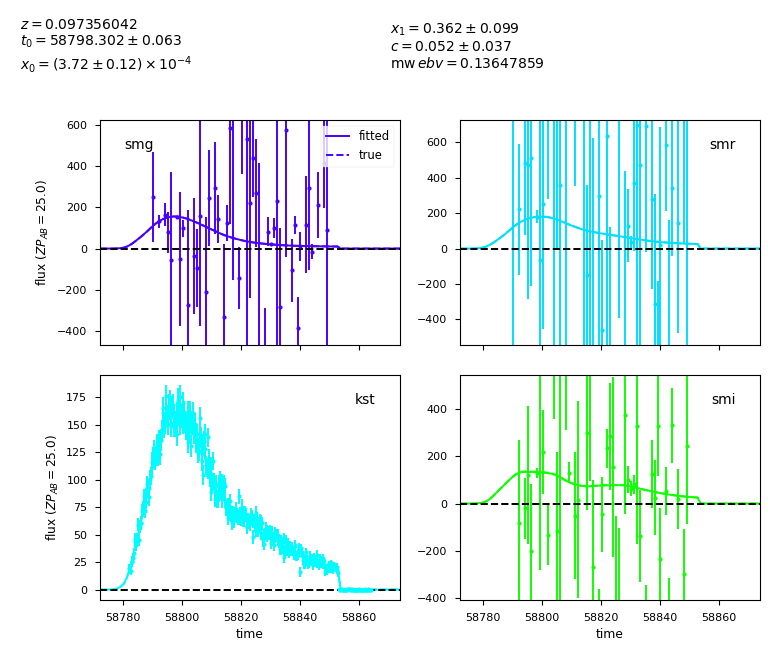 z = 0.097356042
t₀ = 58798.302 ± 0.063
x₀ = (3.72 ± 0.12) × 10⁻⁴
x₁ = 0.362 ± 0.099
c = 0.052 ± 0.037
mw ebv = 0.13647859
smg
fitted
true
flux (ZP_AB = 25.0)
600
400
200
0
−200
−400
smr
600
400
200
0
−200
−400
kst
flux (ZP_AB = 25.0)
175
150
125
100
75
50
25
0
58780 58800 58820 58840 58860
time
smi
400
200
0
−200
−400
58780 58800 58820 58840 58860
time